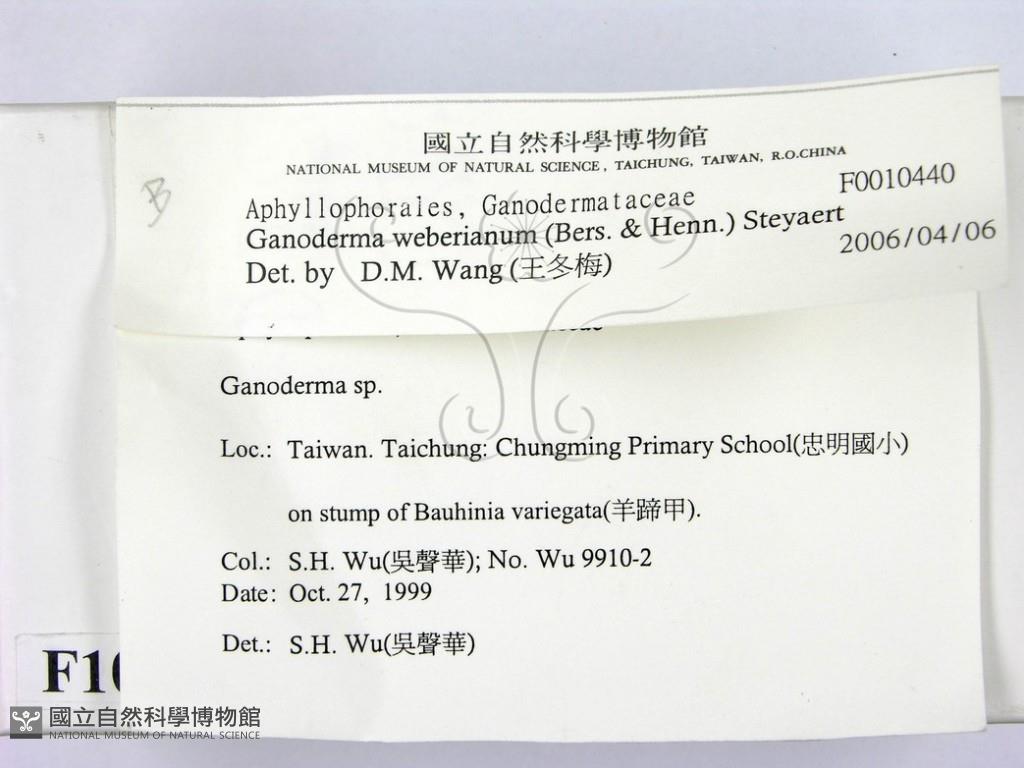 國立自然科學博物館
NATIONAL MUSEUM OF NATURAL SCIENCE, TAICHUNG, TAIWAN, R.O.CHINA
B
Aphyllophorales, Ganodermataceae
F0010440
Ganoderma weberianum (Bers. & Henn.) Steyaert
2006/04/06
Det. by D.M. Wang (王冬梅)
Ganoderma sp.
Loc.: Taiwan. Taichung: Chungming Primary School(忠明國小)
on stump of Bauhinia variegata(羊蹄甲).
Col.: S.H. Wu(吳聲華); No. Wu 9910-2
Date: Oct. 27, 1999
Det.: S.H. Wu(吳聲華)
國立自然科學博物館
NATIONAL MUSEUM OF NATURAL SCIENCE